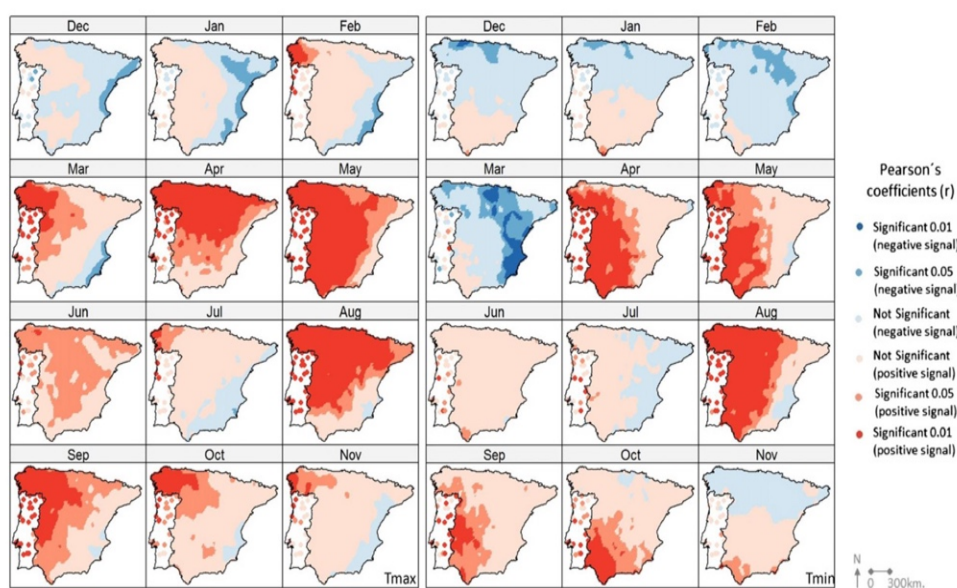 Dec Jan Feb Dec Jan Feb
Mar Apr May Mar Apr May
Jun Jul Aug Jun Jul Aug
Sep Oct Nov Sep Oct Nov
Tmax Tmin
Pearson´s
coefficients (r)
Significant 0.01
(negative signal)
Significant 0.05
(negative signal)
Not Significant
(negative signal)
Not Significant
(positive signal)
Significant 0.05
(positive signal)
Significant 0.01
(positive signal)
N
0 300km.